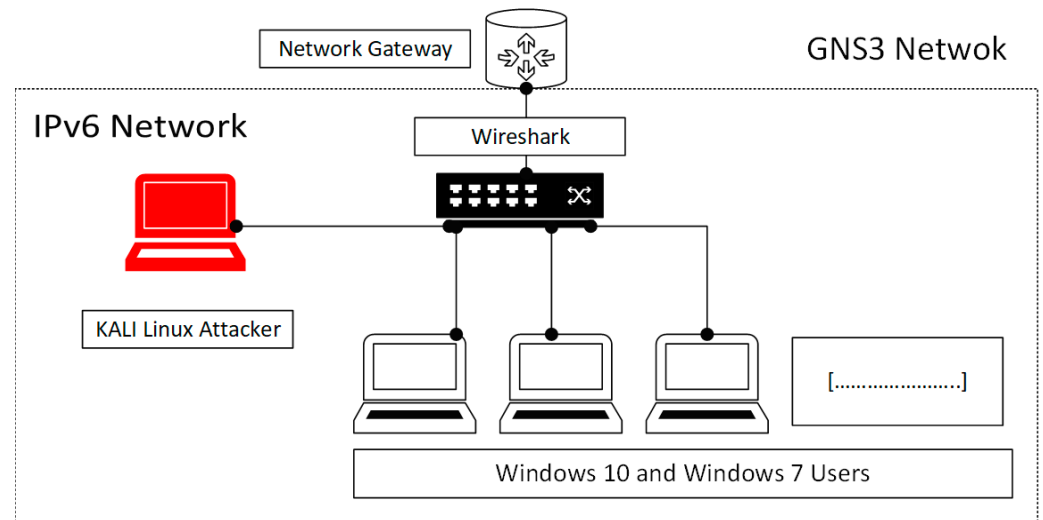 Network Gateway
GNS3 Netwok
IPv6 Network
Wireshark
KALI Linux Attacker
[........................]
Windows 10 and Windows 7 Users